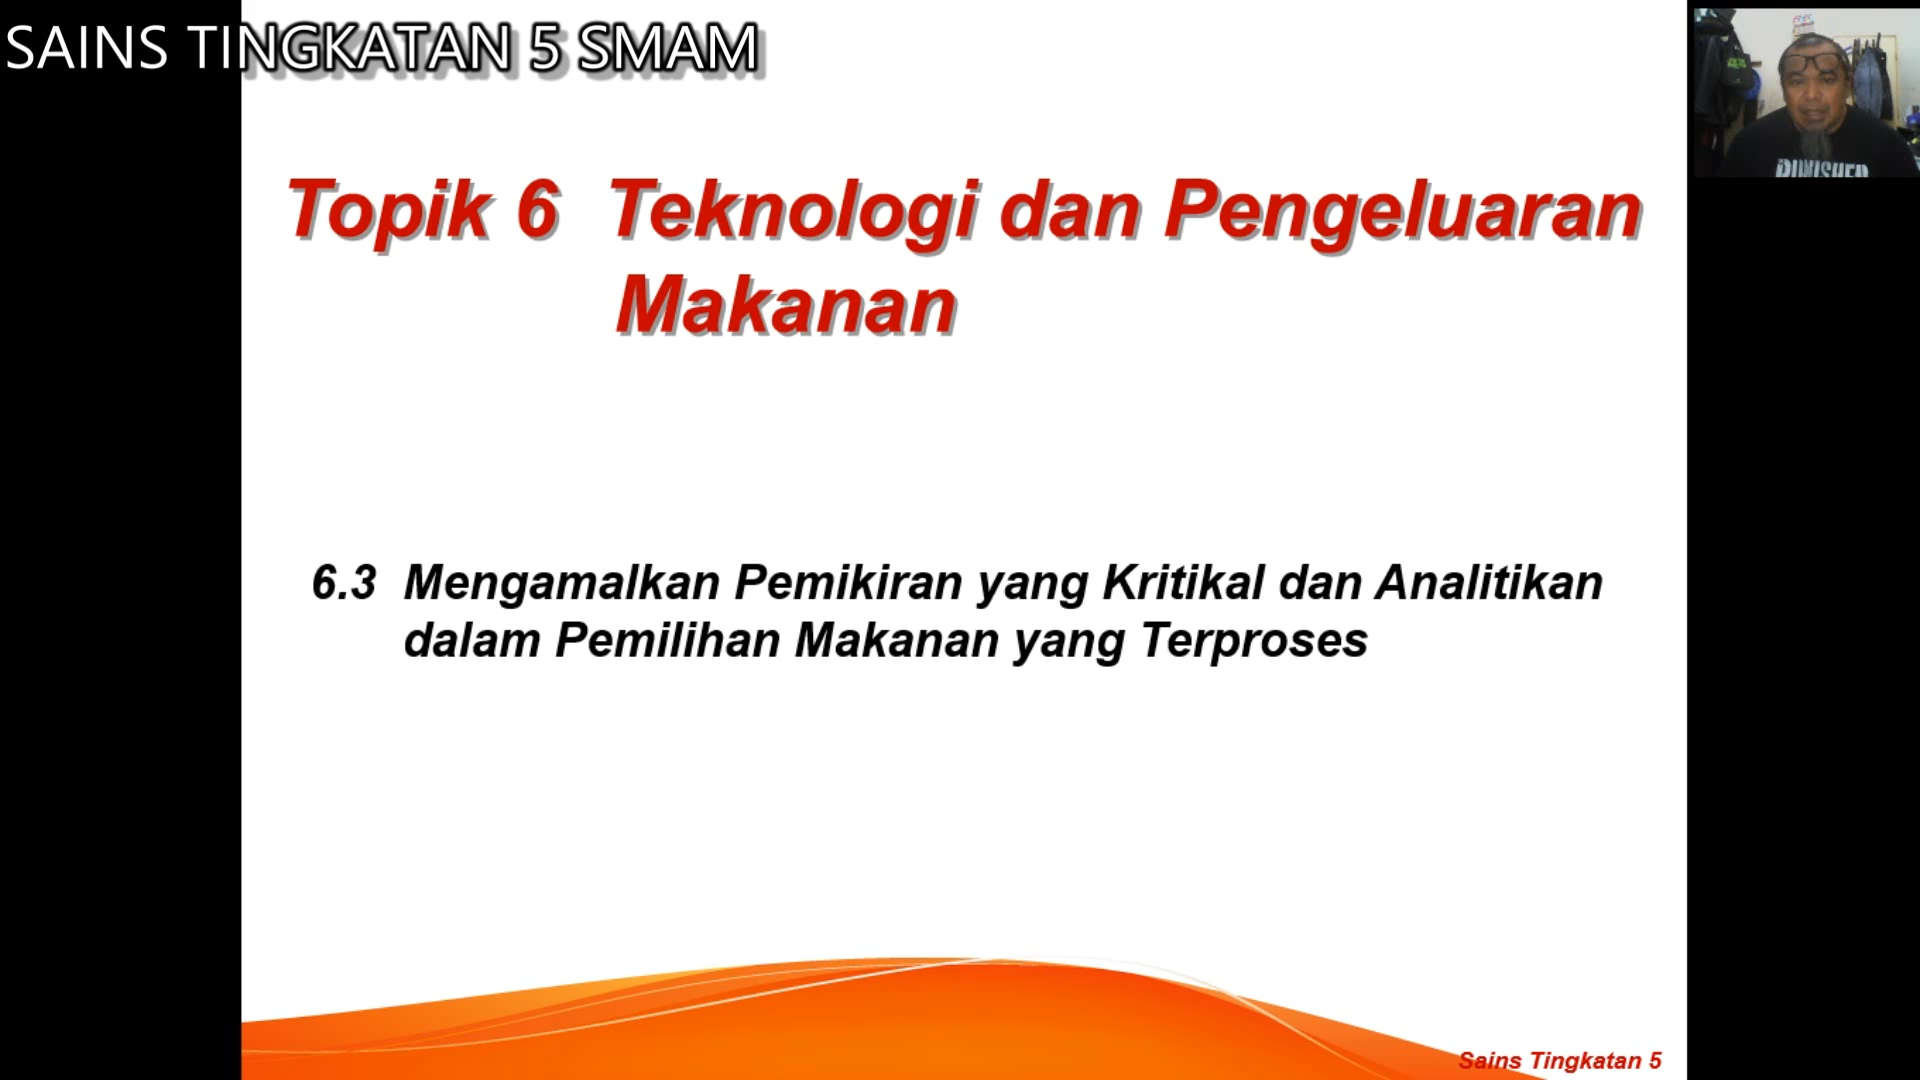 SAINS TINGKATAN 5 SMAM
Topik 6 Teknologi dan Pengeluaran
Makanan
6.3 Mengamalkan Pemikiran yang Kritikal dan Analitikan
dalam Pemilihan Makanan yang Terproses
Sains Tingkatan 5